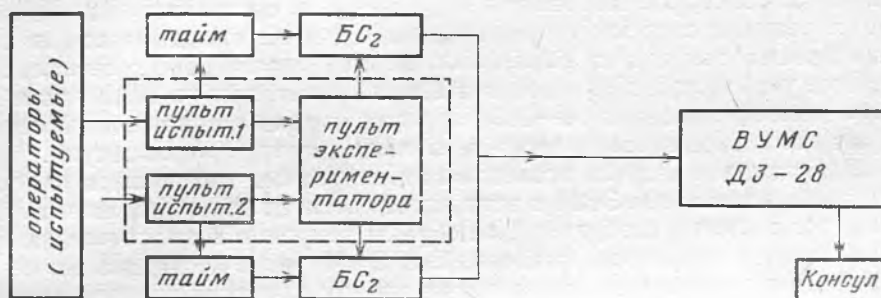 операторы
(испытуемые)
тайм
БС2
пульт
испыт.1
пульт
экспе-
римен-
татора
пульт
испыт.2
тайм
БС2
ВУМС
ДЗ-28
Консул